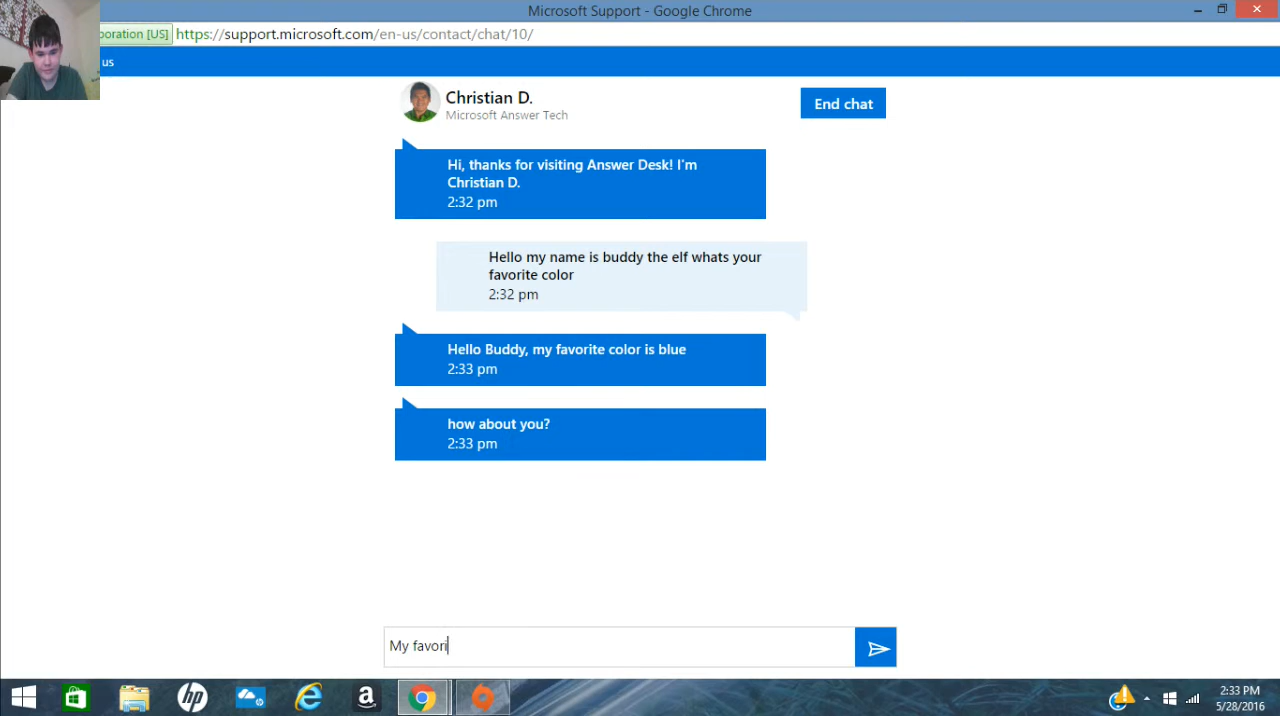 Microsoft Support - Google Chrome
poration [US] https://support.microsoft.com/en-us/contact/chat/10/
us
Christian D.
Microsoft Answer Tech
End chat
Hi, thanks for visiting Answer Desk! I'm
Christian D.
2:32 pm
Hello my name is buddy the elf whats your
favorite color
2:32 pm
Hello Buddy, my favorite color is blue
2:33 pm
how about you?
2:33 pm
My favori
hp
a
2:33 PM
5/28/2016